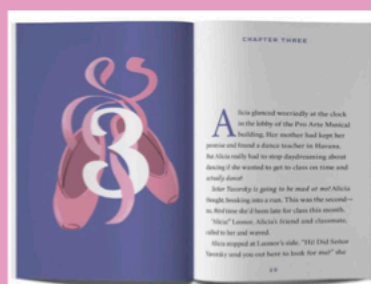 3
CHAPTER THREE
Alicia glanced worriedly at the clock
in the lobby of the Pro Arte Musical
building. Her mother had kept her
promise and found a dance teacher in Havana.
But Alicia really had to stop daydreaming about
dancing if she wanted to get to class on time and
actually dance!
Señor Yavorsky is going to be mad at me! Alicia
thought, breaking into a run. This was the second—
no, third time she'd been late for class this month.
"Alicia!" Leonor, Alicia's friend and classmate,
called to her and waved.
Alicia stopped at Leonor's side. "Hi! Did Señor
Yavorsky send you out here to look for me?" she